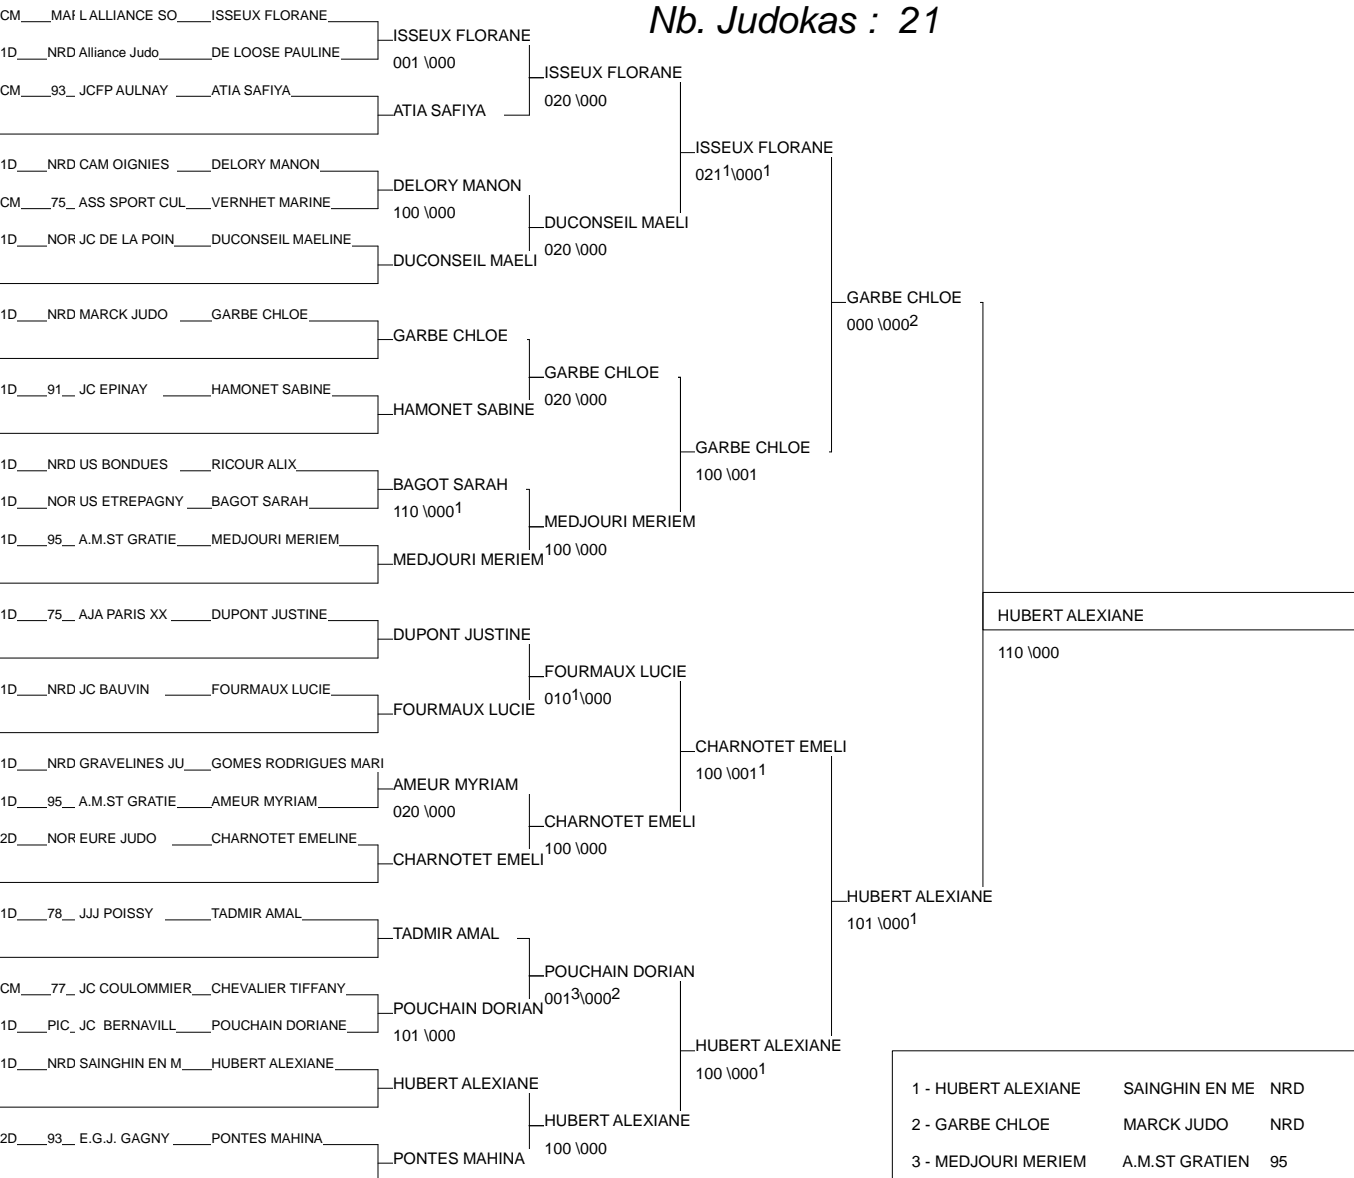 Nb. Judokas : 21
CM MAI L ALLIANCE SO ISSEUX FLORANE
1D NRD Alliance Judo DE LOOSE PAULINE
CM 93 JCFP AULNAY ATIA SAFIYA
1D NRD CAM OIGNIES DELORY MANON
CM 75 ASS SPORT CUL VERNHET MARINE
1D NOR JC DE LA POIN DUCONSEIL MAELINE
1D NRD MARCK JUDO GARBE CHLOE
1D 91 JC EPINAY HAMONET SABINE
1D NRD US BONDUES RICOUR ALIX
1D NOR US ETREPAGNY BAGOT SARAH
1D 95 A.M.ST GRATIE MEDJOURI MERIEM
1D 75 AJA PARIS XX DUPONT JUSTINE
1D NRD JC BAUVIN FOURMAUX LUCIE
1D NRD GRAVELINES JU GOMES RODRIGUES MARI
1D 95 A.M.ST GRATIE AMEUR MYRIAM
2D NOR EURE JUDO CHARNOTET EMELINE
1D 78 JJJ POISSY TADMIR AMAL
CM 77 JC COULOMMIER CHEVALIER TIFFANY
1D PIC JC BERNAVILL POUCHAIN DORIANE
1D NRD SAINGHIN EN M HUBERT ALEXIANE
2D 93 E.G.J. GAGNY PONTES MAHINA
ISSEUX FLORANE
001 \000
ATIA SAFIYA
DELORY MANON
100 \000
DUCONSEIL MAELI
GARBE CHLOE
HAMONET SABINE
BAGOT SARAH
110 \000¹
MEDJOURI MERIEM
DUPONT JUSTINE
FOURMAUX LUCIE
AMEUR MYRIAM
020 \000
CHARNOTET EMELI
TADMIR AMAL
POUCHAIN DORIAN
101 \000
HUBERT ALEXIANE
PONTES MAHINA
ISSEUX FLORANE
020 \000
DUCONSEIL MAELI
020 \000
GARBE CHLOE
020 \000
MEDJOURI MERIEM
100 \000
FOURMAUX LUCIE
010¹\000
CHARNOTET EMELI
100 \000
POUCHAIN DORIAN
001³\000²
HUBERT ALEXIANE
100 \000
ISSEUX FLORANE
021¹\000¹
GARBE CHLOE
100 \001
CHARNOTET EMELI
100 \001¹
HUBERT ALEXIANE
100 \000¹
GARBE CHLOE
000 \000²
HUBERT ALEXIANE
101 \000¹
HUBERT ALEXIANE
110 \000
1 - HUBERT ALEXIANE SAINGHIN EN ME NRD
2 - GARBE CHLOE MARCK JUDO NRD
3 - MEDJOURI MERIEM A.M.ST GRATIEN 95